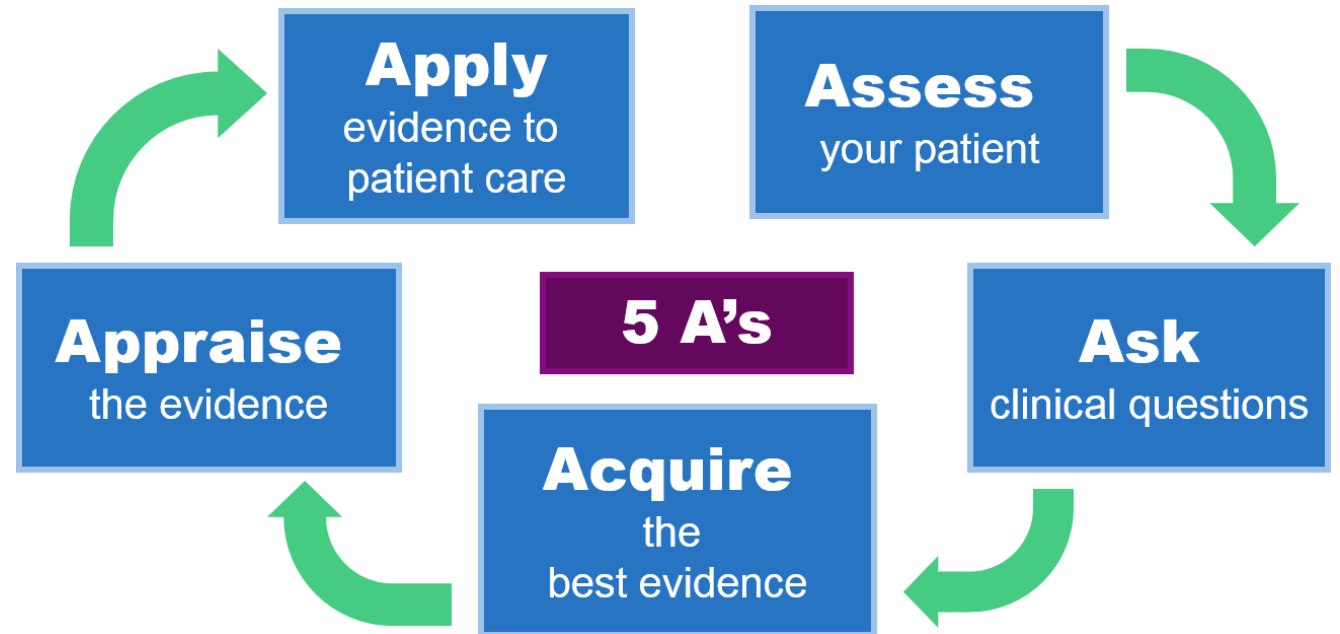 Apply
evidence to
patient care
Assess
your patient
Appraise
the evidence
5 A’s
Ask
clinical questions
Acquire
the
best evidence